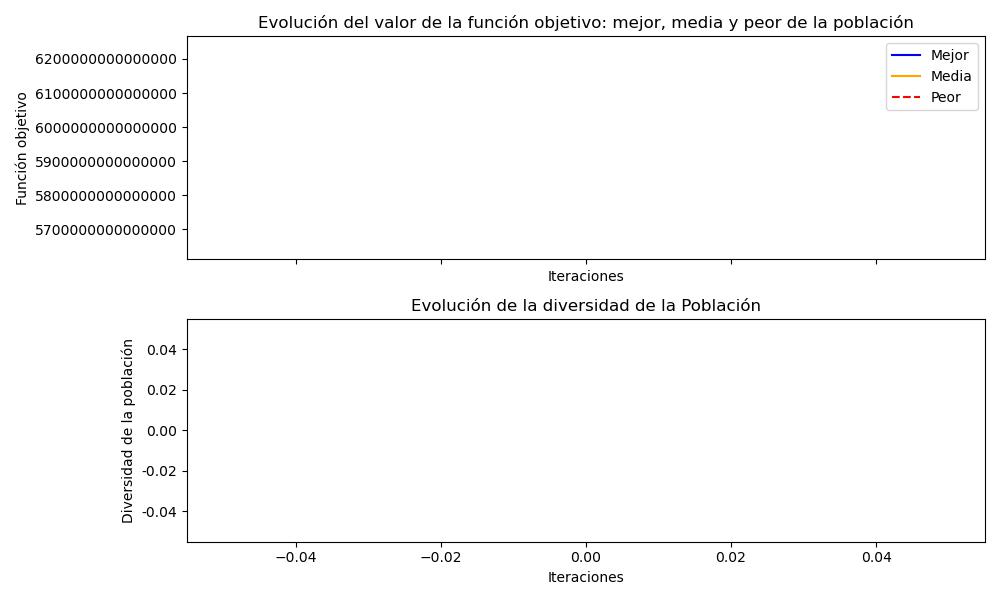 Evolución del valor de la función objetivo: mejor, media y peor de la población
Mejor
Media
Peor
Función objetivo
6200000000000000
6100000000000000
6000000000000000
5900000000000000
5800000000000000
5700000000000000
Iteraciones
Evolución de la diversidad de la Población
Diversidad de la población
0.04
0.02
0.00
-0.02
-0.04
−0.04 −0.02 0.00 0.02 0.04
Iteraciones